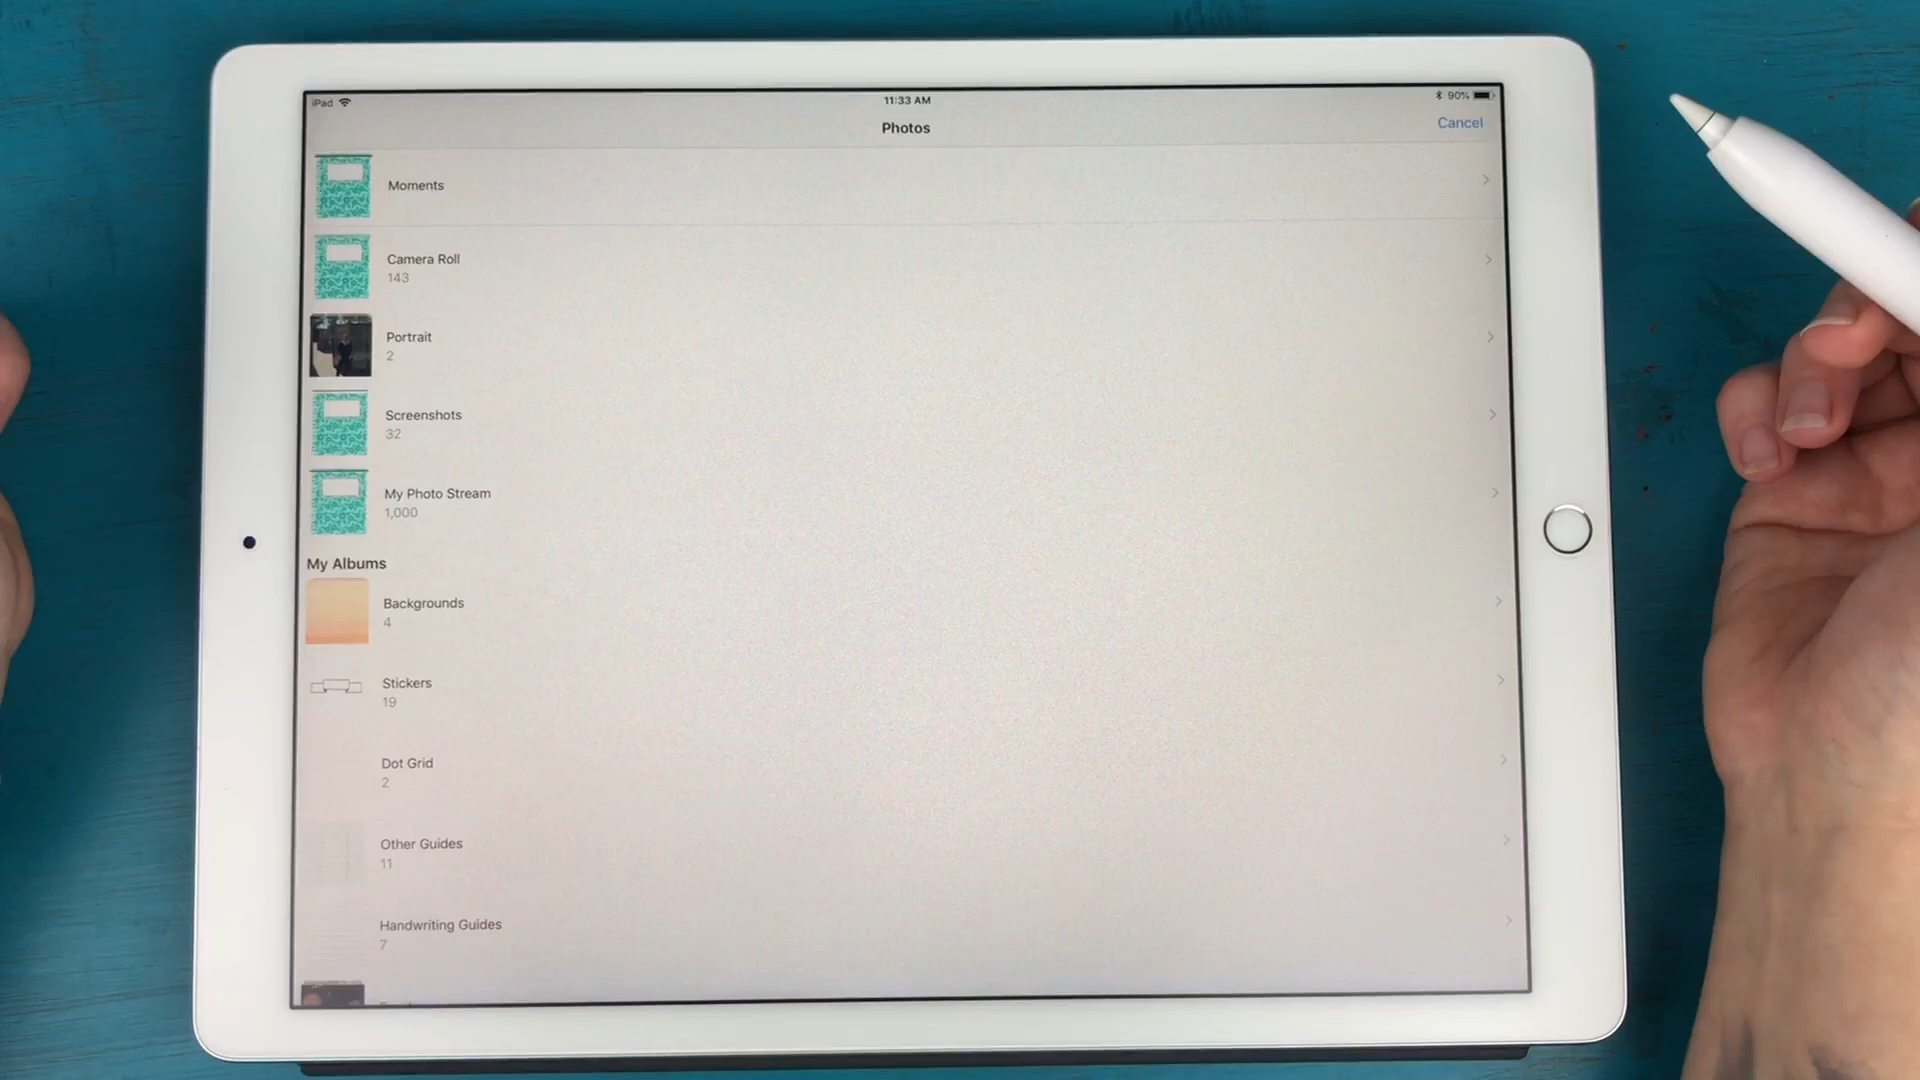 iPad
11:33 AM
90%
Photos
Cancel
Moments
Camera Roll
143
Portrait
2
Screenshots
32
My Photo Stream
1,000
My Albums
Backgrounds
4
Stickers
19
Dot Grid
2
Other Guides
11
Handwriting Guides
7